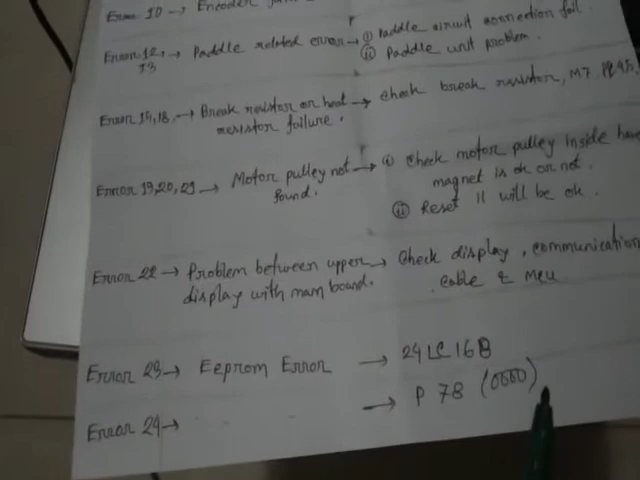 Error 10 → Encoder
Error 12, 13 → Paddle related error → (i) Paddle circuit connection fail.
(ii) Paddle unit problem.
Error 15,18, → Break resistor or heat → Check break resistor, M7,
resistor failure.
Error 19,20,21 → Motor pulley not → (i) Check motor pulley inside have
found. magnet is ok or not.
(ii) Reset it will be ok.
Error 22 → Problem between upper → Check display, communication
display with main board. cable & MCU
Error 23 → Eeprom Error → 24LC16B
→ P 78 (0000)
Error 24 →